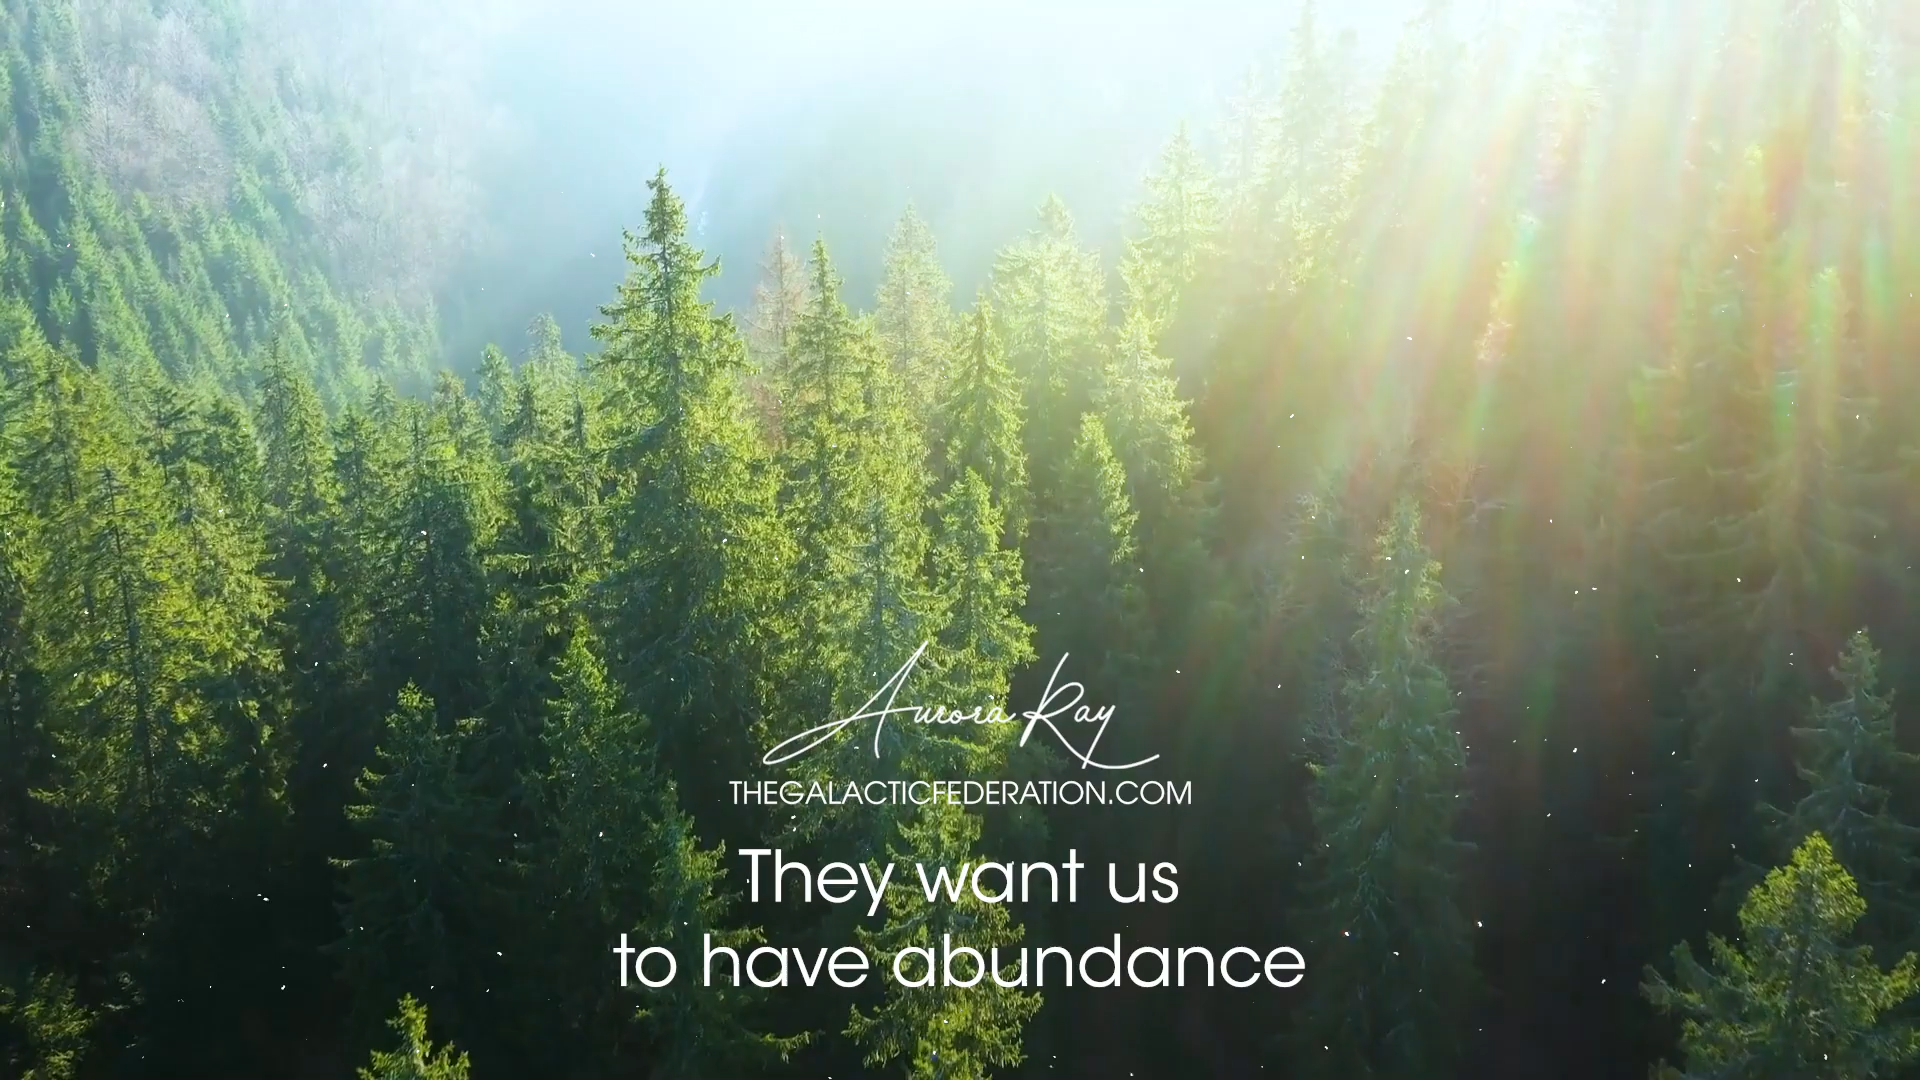 Aurora Ray
THEGALACTICFEDERATION.COM
They want us
to have abundance